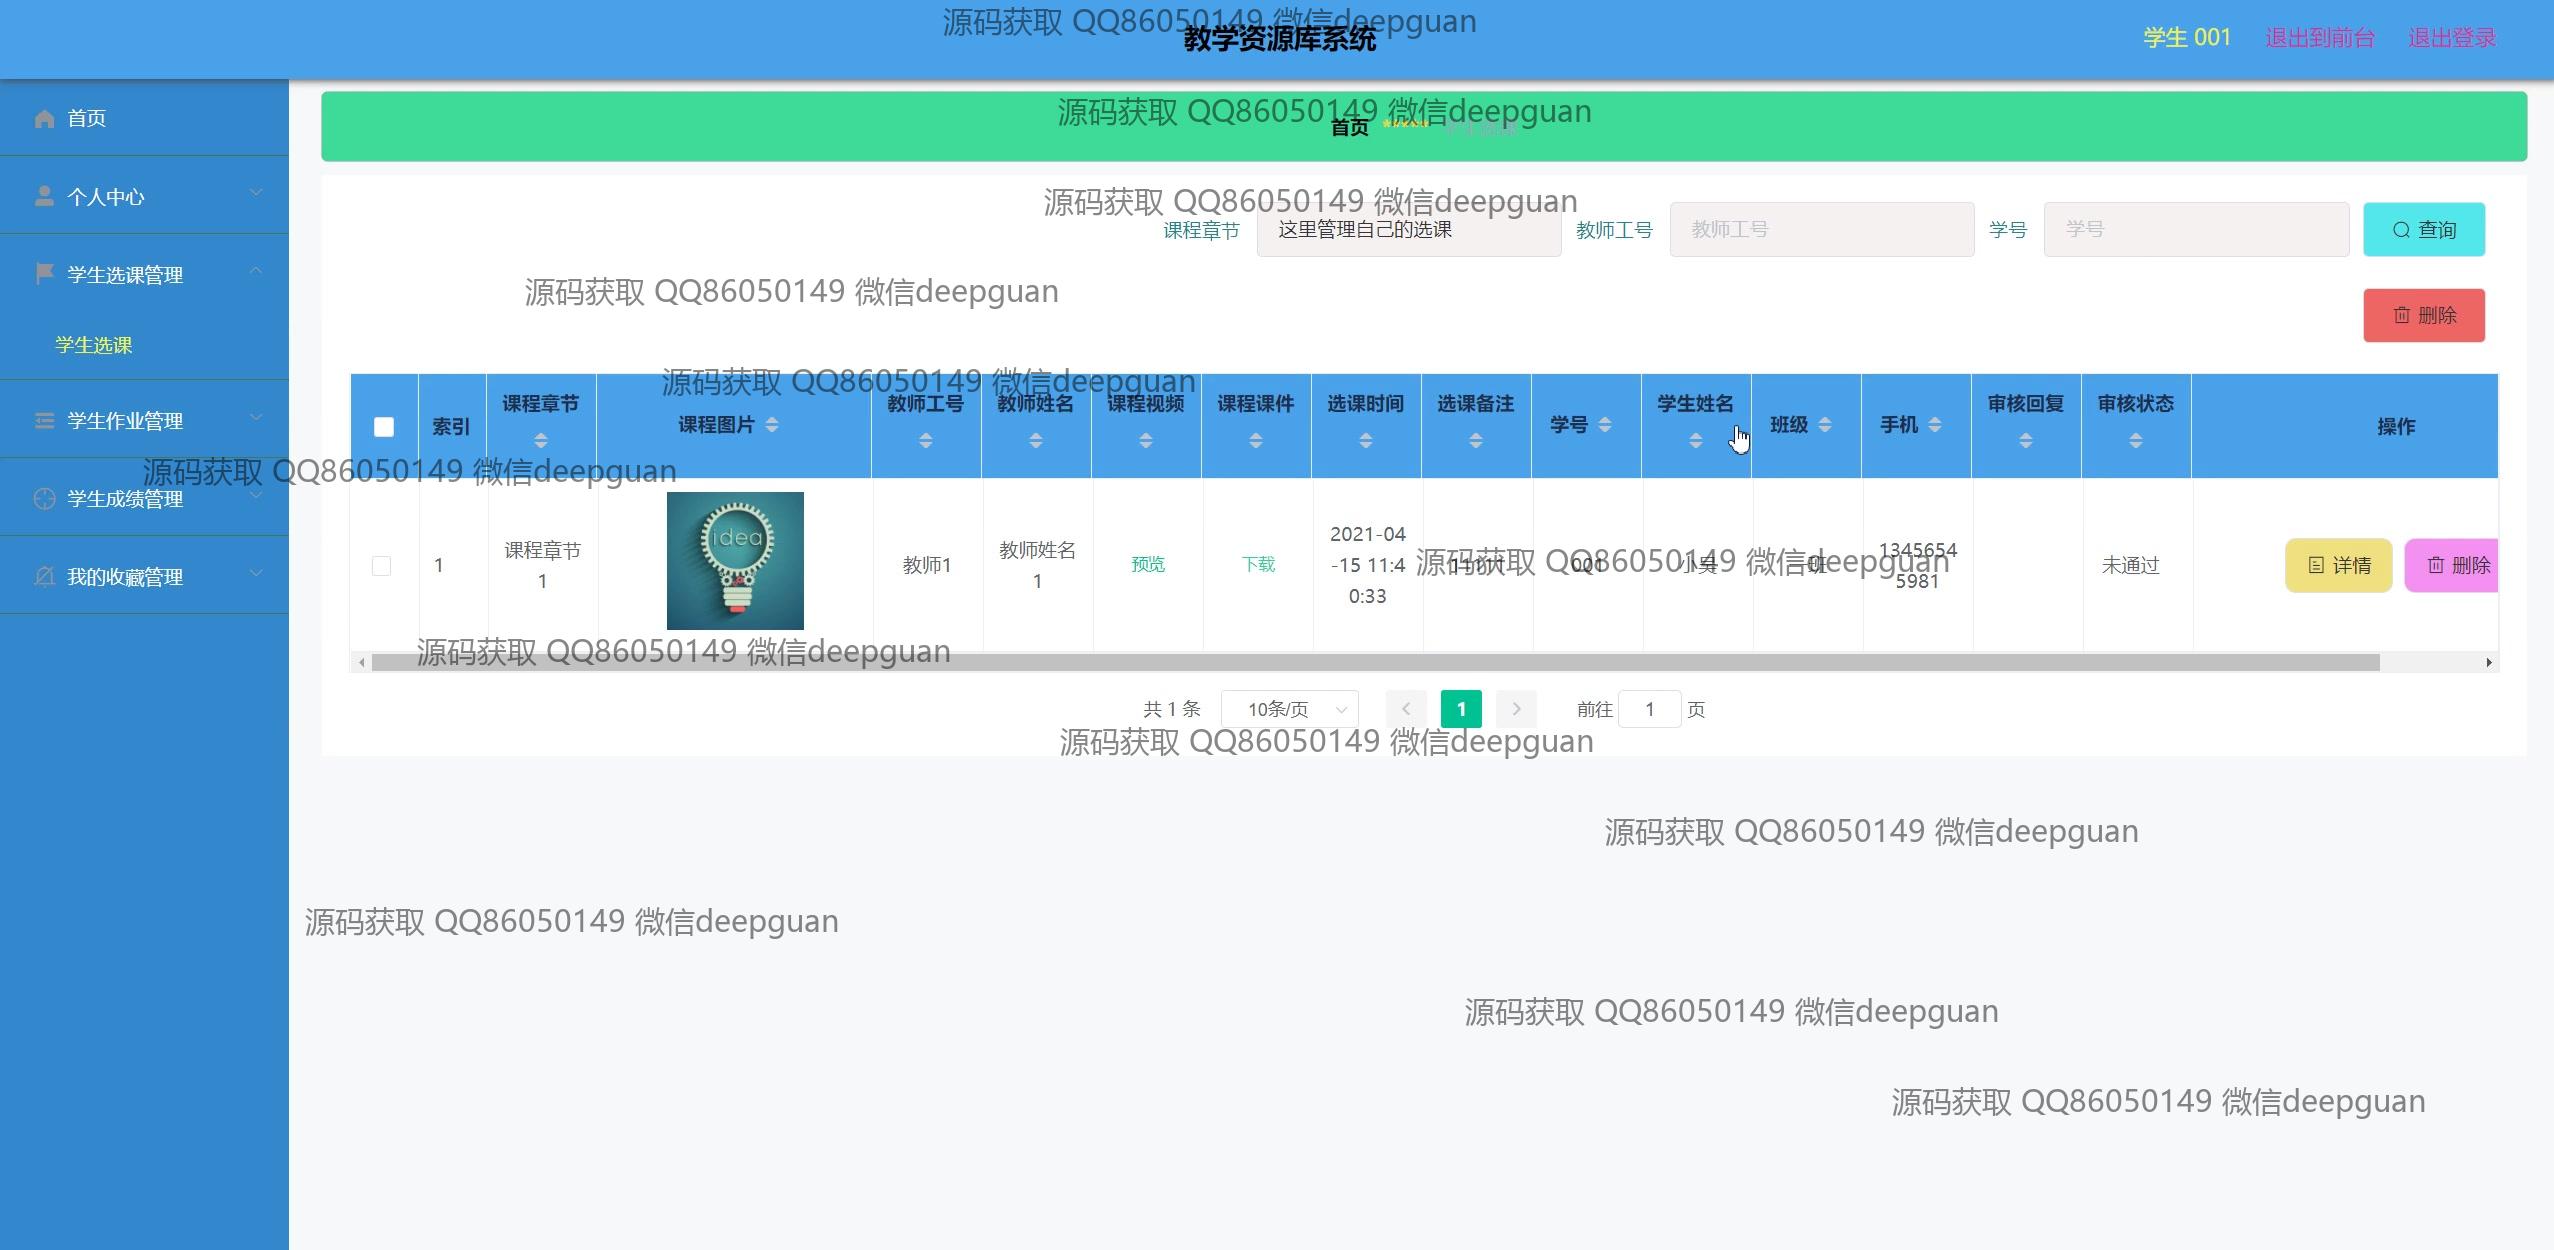 源码获取 QQ86050149 微信deepguan
教学资源库系统
学生 001
退出到前台
退出登录
首页
个人中心
学生选课管理
学生选课
学生作业管理
学生成绩管理
我的收藏管理
源码获取 QQ86050149 微信deepguan
首页 *****
源码获取 QQ86050149 微信deepguan
课程章节
这里管理自己的选课
教师工号
教师工号
学号
学号
查询
源码获取 QQ86050149 微信deepguan
删除
源码获取 QQ86050149 微信deepguan
索引
课程章节
课程图片
教师工号
教师姓名
课程视频
课程课件
选课时间
选课备注
学号
学生姓名
班级
手机
审核回复
审核状态
操作
源码获取 QQ86050149 微信deepguan
1
课程章节
1
idea
教师1
教师姓名
1
预览
下载
2021-04
-15 11:4
0:33
源码获取 QQ86050149 微信deepguan
001
1345654
5981
未通过
详情
删除
源码获取 QQ86050149 微信deepguan
共 1 条
10条/页
1
前往
1
页
源码获取 QQ86050149 微信deepguan
源码获取 QQ86050149 微信deepguan
源码获取 QQ86050149 微信deepguan
源码获取 QQ86050149 微信deepguan
源码获取 QQ86050149 微信deepguan